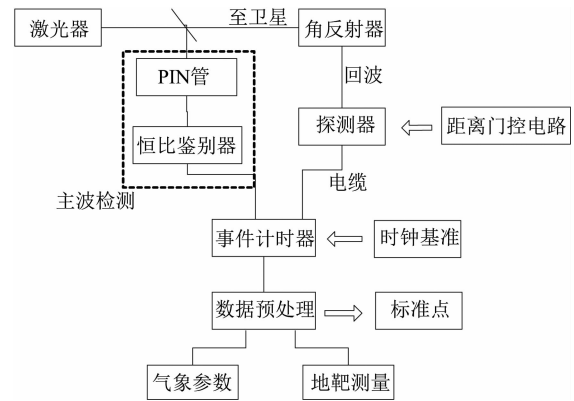 激光器
至卫星
角反射器
PIN管
回波
恒比鉴别器
探测器
距离门控电路
主波检测
电缆
事件计时器
时钟基准
数据预处理
标准点
气象参数
地靶测量